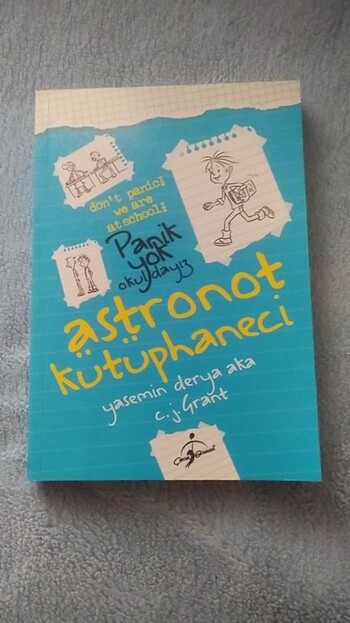 don't panic!
we are
at school!
Panik
yok
okuldayız
astronot
kütüphaneci
yasemin derya aka
c.j.Grant